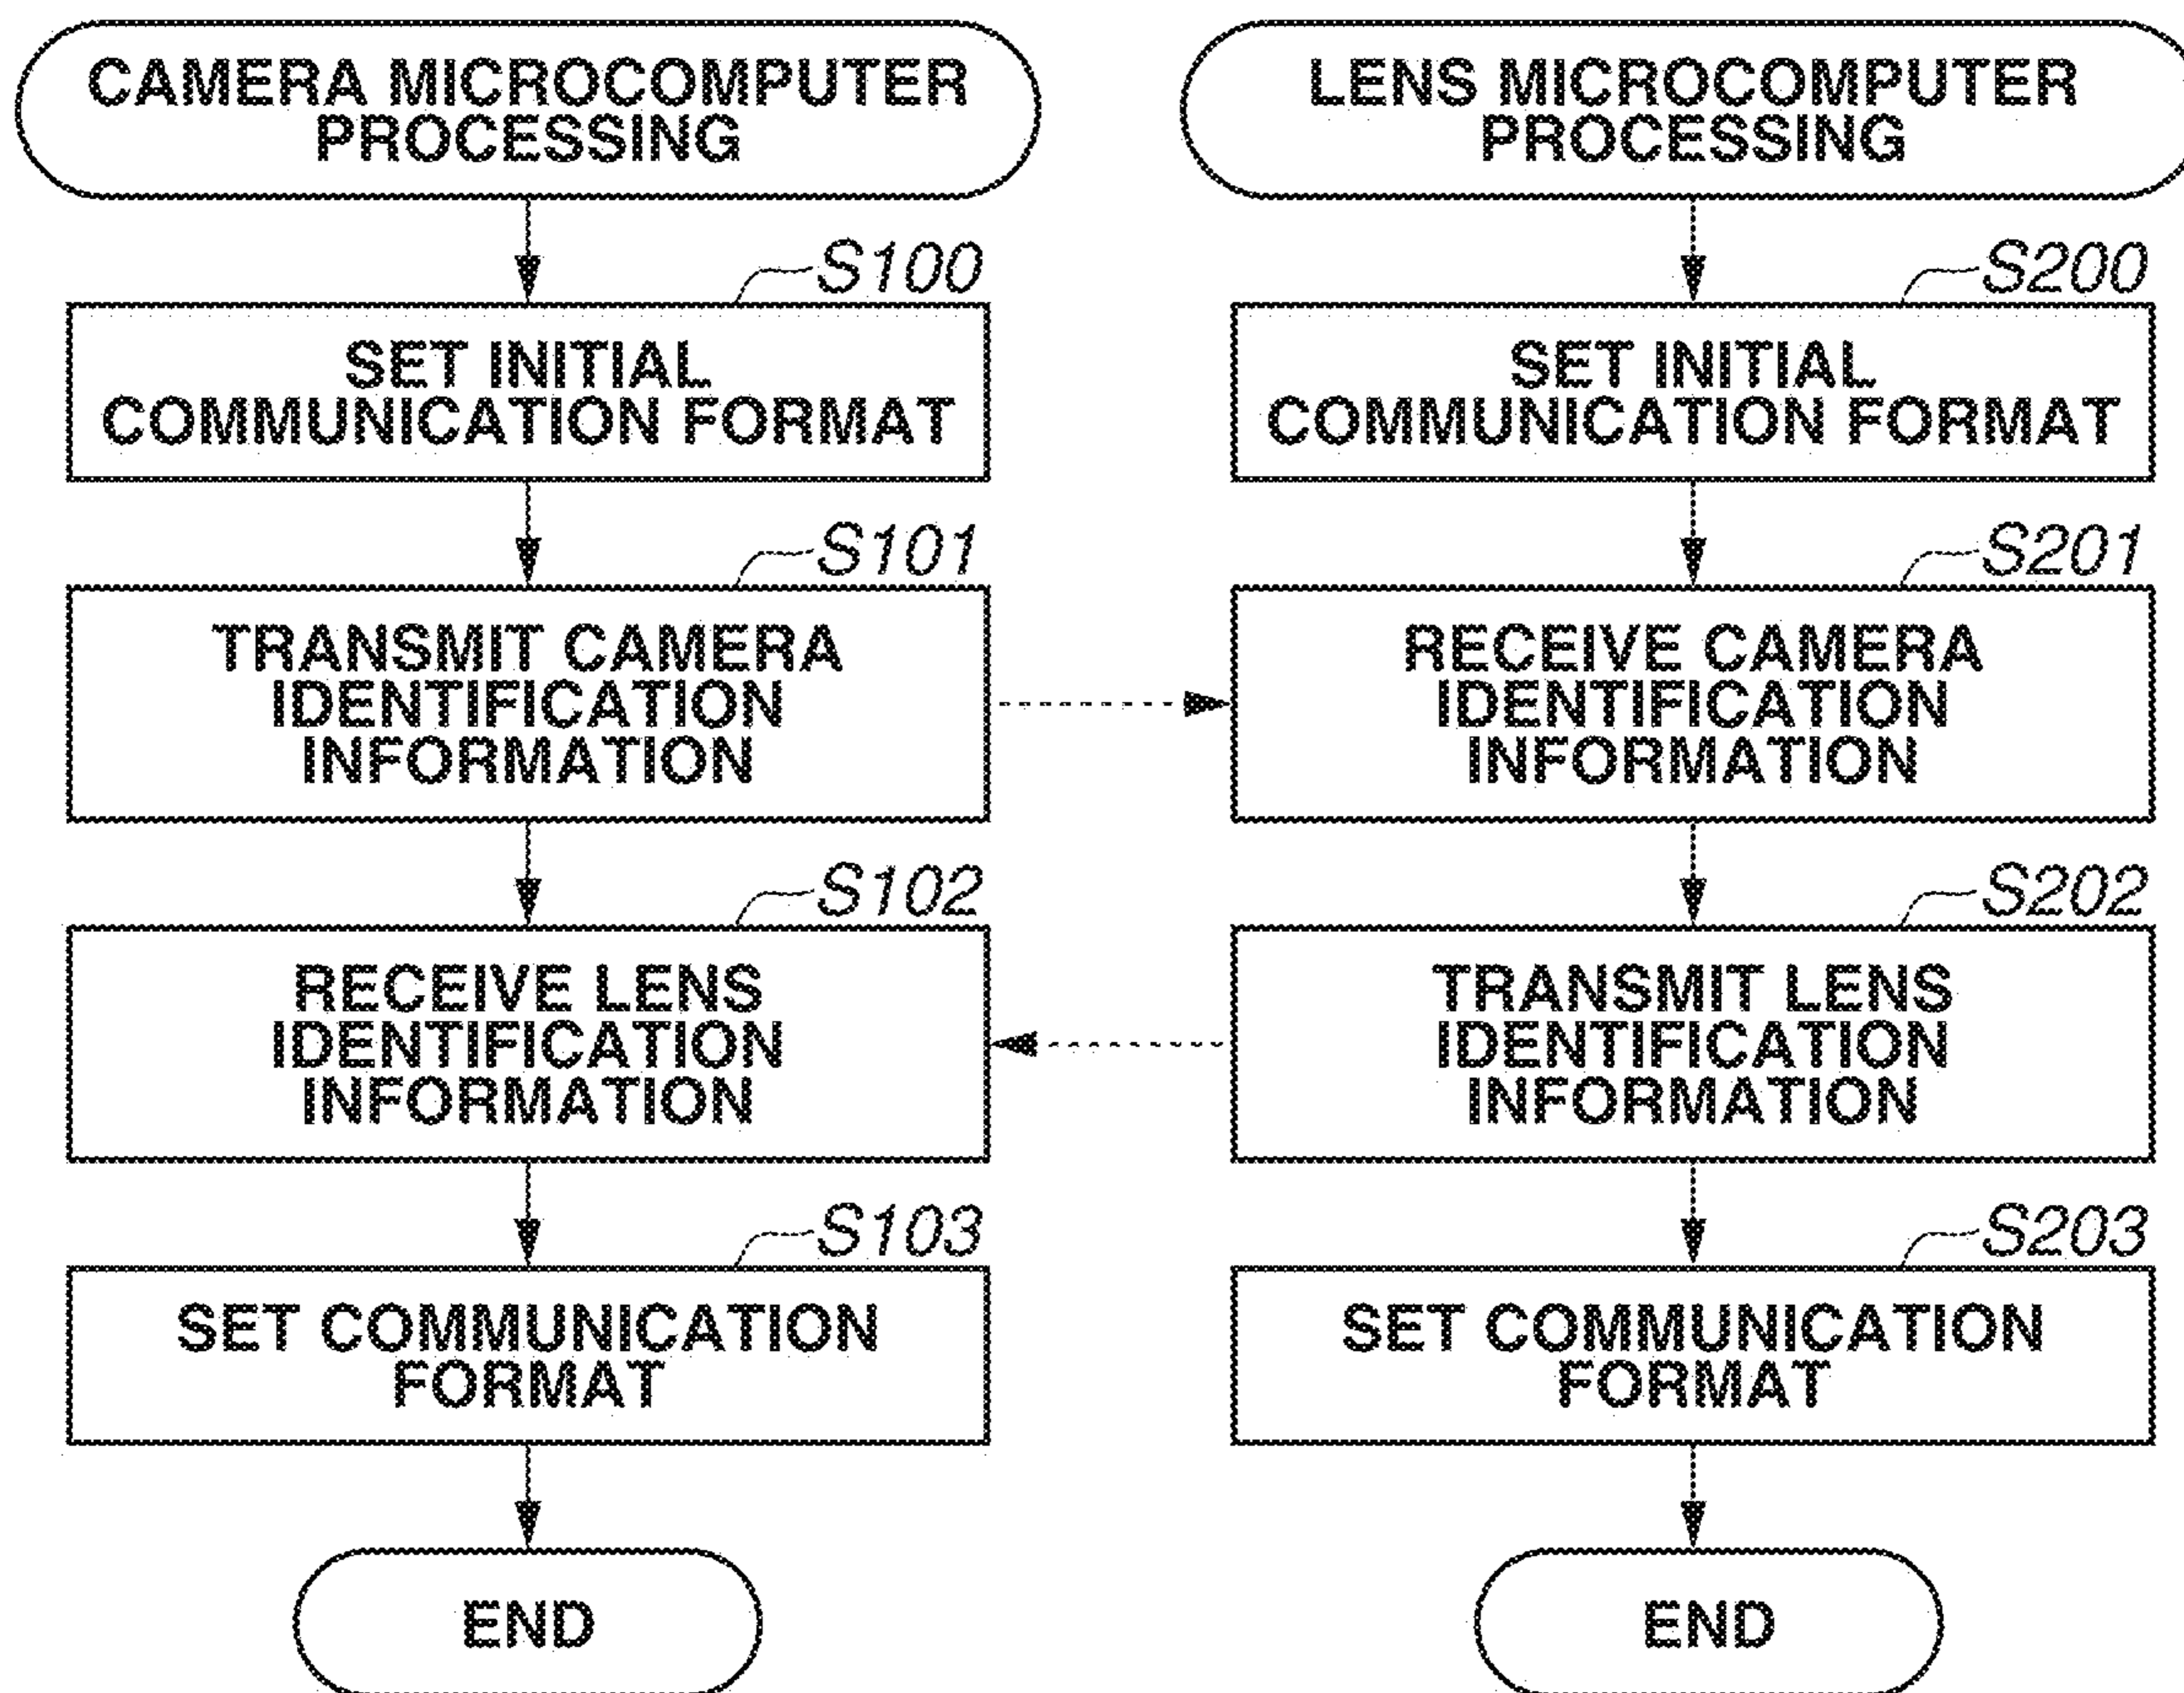 CAMERA MICROCOMPUTER
PROCESSING
S100
SET INITIAL
COMMUNICATION FORMAT
S101
TRANSMIT CAMERA
IDENTIFICATION
INFORMATION
S102
RECEIVE LENS
IDENTIFICATION
INFORMATION
S103
SET COMMUNICATION
FORMAT
END
LENS MICROCOMPUTER
PROCESSING
S200
SET INITIAL
COMMUNICATION FORMAT
S201
RECEIVE CAMERA
IDENTIFICATION
INFORMATION
S202
TRANSMIT LENS
IDENTIFICATION
INFORMATION
S203
SET COMMUNICATION
FORMAT
END